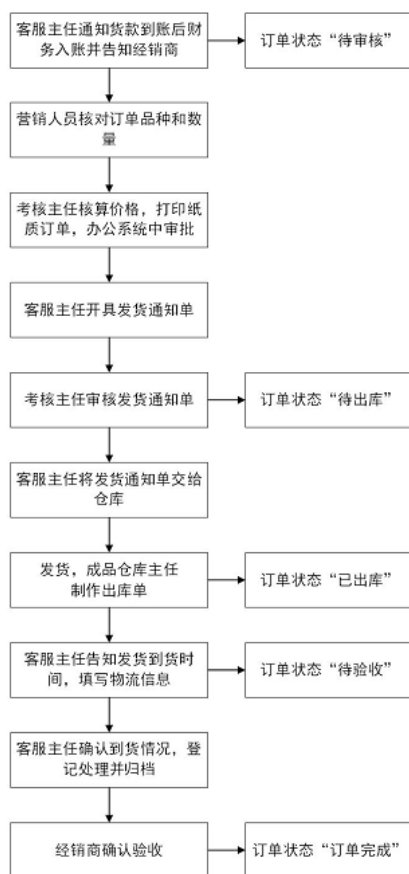 客服主任通知货款到账后财
务入账并告知经销商
订单状态“待审核”
营销人员核对订单品种和数
量
考核主任核算价格，打印纸
质订单，办公系统中审批
客服主任开具发货通知单
考核主任审核发货通知单
订单状态“待出库”
客服主任将发货通知单交给
仓库
发货，成品仓库主任
制作出库单
订单状态“已出库”
客服主任告知发货到货时
间，填写物流信息
订单状态“待验收”
客服主任确认到货情况，登
记处理并归档
经销商确认验收
订单状态“订单完成”